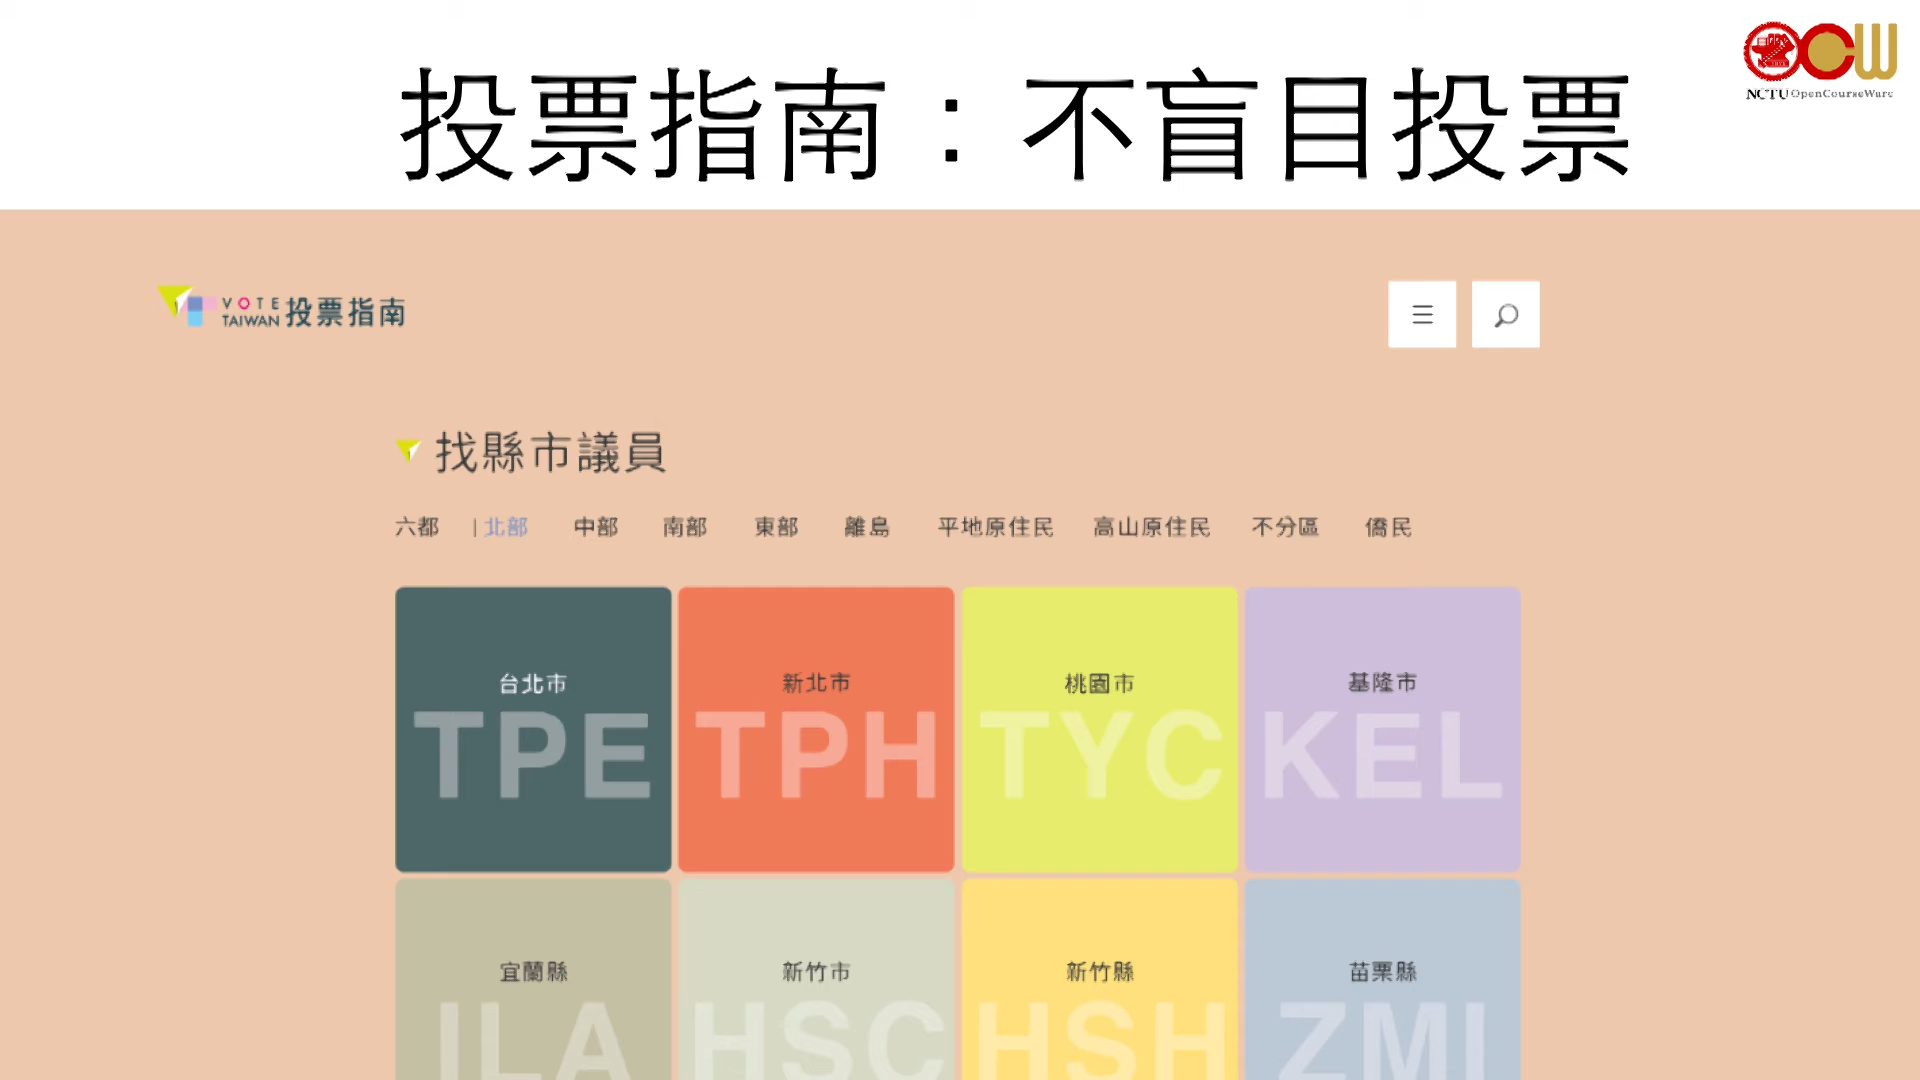 投票指南：不盲目投票
NCTU OpenCourseWare
VOTE
TAIWAN 投票指南
找縣市議員
六都 | 北部 中部 南部 東部 離島 平地原住民 高山原住民 不分區 僑民
台北市 新北市 桃園市 基隆市
TPE TPH TYC KEL
宜蘭縣 新竹市 新竹縣 苗栗縣
ILA HSC HSH ZMI